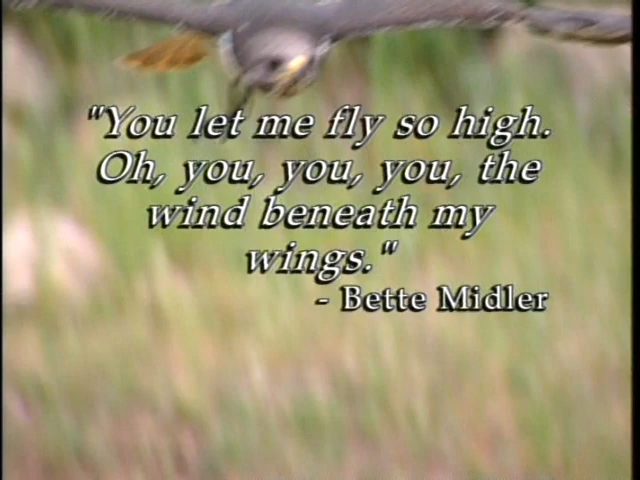 "You let me fly so high.
Oh, you, you, you, the
wind beneath my
wings."
- Bette Midler